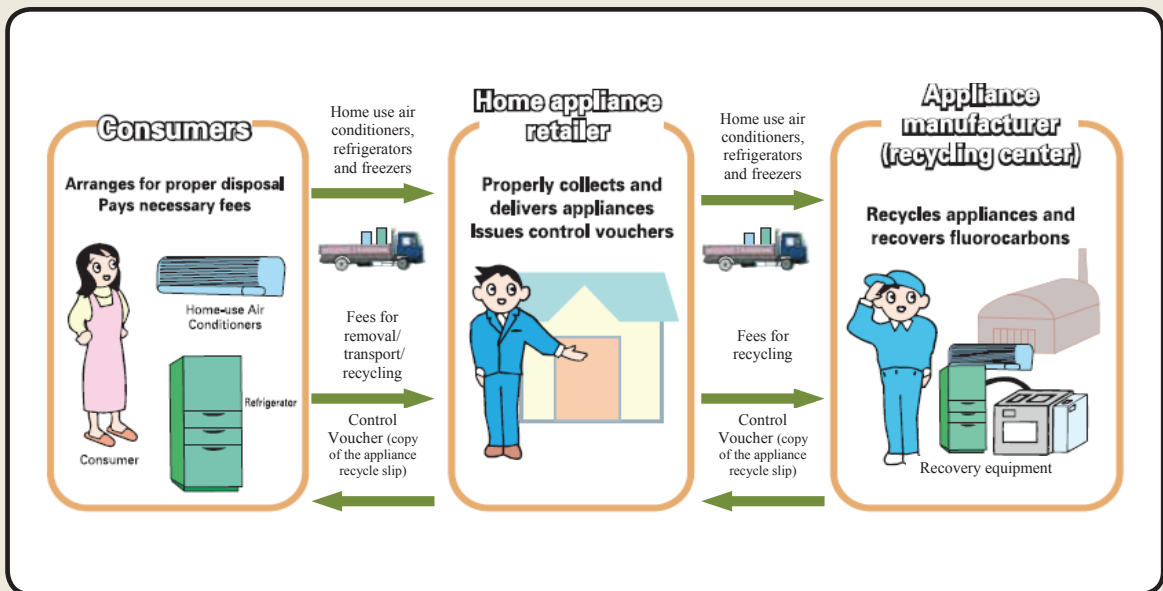 Consumers
Arranges for proper disposal
Pays necessary fees
Home-use Air
Conditioners
Refrigerator
Consumer
Home use air
conditioners,
refrigerators
and freezers
Fees for
removal/
transport/
recycling
Control
Voucher (copy
of the appliance
recycle slip)
Home appliance
retailer
Properly collects and
delivers appliances
Issues control vouchers
Home use air
conditioners,
refrigerators
and freezers
Fees for
recycling
Control
Voucher (copy
of the appliance
recycle slip)
Appliance
manufacturer
(recycling center)
Recycles appliances and
recovers fluorocarbons
Recovery equipment